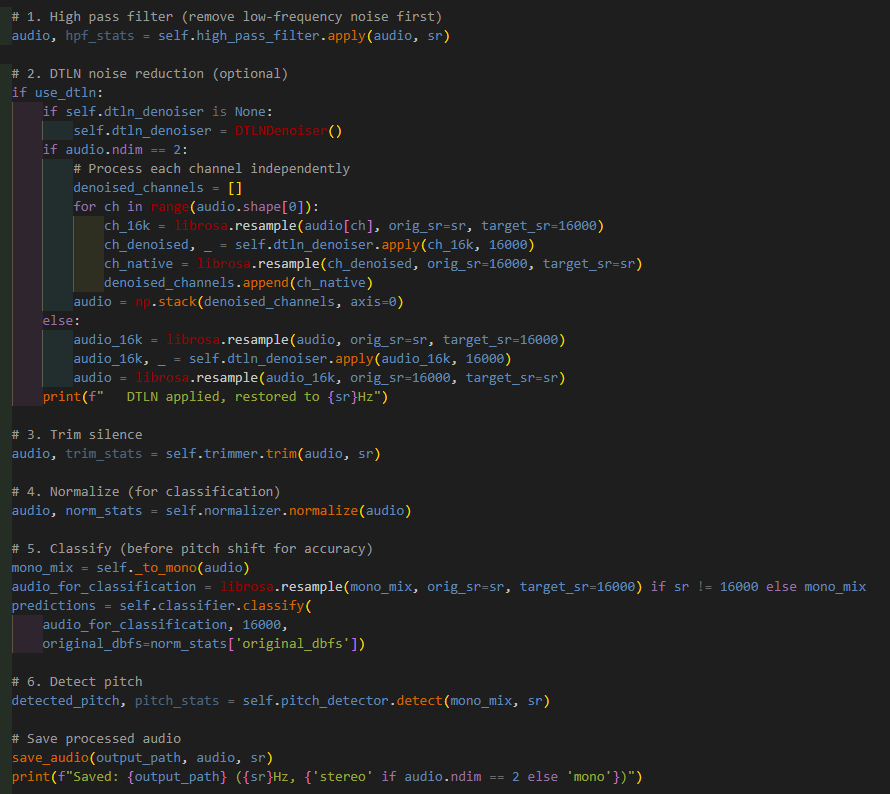 # 1. High pass filter (remove low-frequency noise first)
audio, hpf_stats = self.high_pass_filter.apply(audio, sr)

# 2. DTLN noise reduction (optional)
if use_dtln:
    if self.dtln_denoiser is None:
        self.dtln_denoiser = DTLNDenoiser()
    if audio.ndim == 2:
        # Process each channel independently
        denoised_channels = []
        for ch in range(audio.shape[0]):
            ch_16k = librosa.resample(audio[ch], orig_sr=sr, target_sr=16000)
            ch_denoised, _ = self.dtln_denoiser.apply(ch_16k, 16000)
            ch_native = librosa.resample(ch_denoised, orig_sr=16000, target_sr=sr)
            denoised_channels.append(ch_native)
        audio = np.stack(denoised_channels, axis=0)
    else:
        audio_16k = librosa.resample(audio, orig_sr=sr, target_sr=16000)
        audio_16k, _ = self.dtln_denoiser.apply(audio_16k, 16000)
        audio = librosa.resample(audio_16k, orig_sr=16000, target_sr=sr)
    print(f"   DTLN applied, restored to {sr}Hz")

# 3. Trim silence
audio, trim_stats = self.trimmer.trim(audio, sr)

# 4. Normalize (for classification)
audio, norm_stats = self.normalizer.normalize(audio)

# 5. Classify (before pitch shift for accuracy)
mono_mix = self._to_mono(audio)
audio_for_classification = librosa.resample(mono_mix, orig_sr=sr, target_sr=16000) if sr != 16000 else mono_mix
predictions = self.classifier.classify(
    audio_for_classification, 16000,
    original_dbfs=norm_stats['original_dbfs'])

# 6. Detect pitch
detected_pitch, pitch_stats = self.pitch_detector.detect(mono_mix, sr)

# Save processed audio
save_audio(output_path, audio, sr)
print(f"Saved: {output_path} ({sr}Hz, {'stereo' if audio.ndim == 2 else 'mono'})")